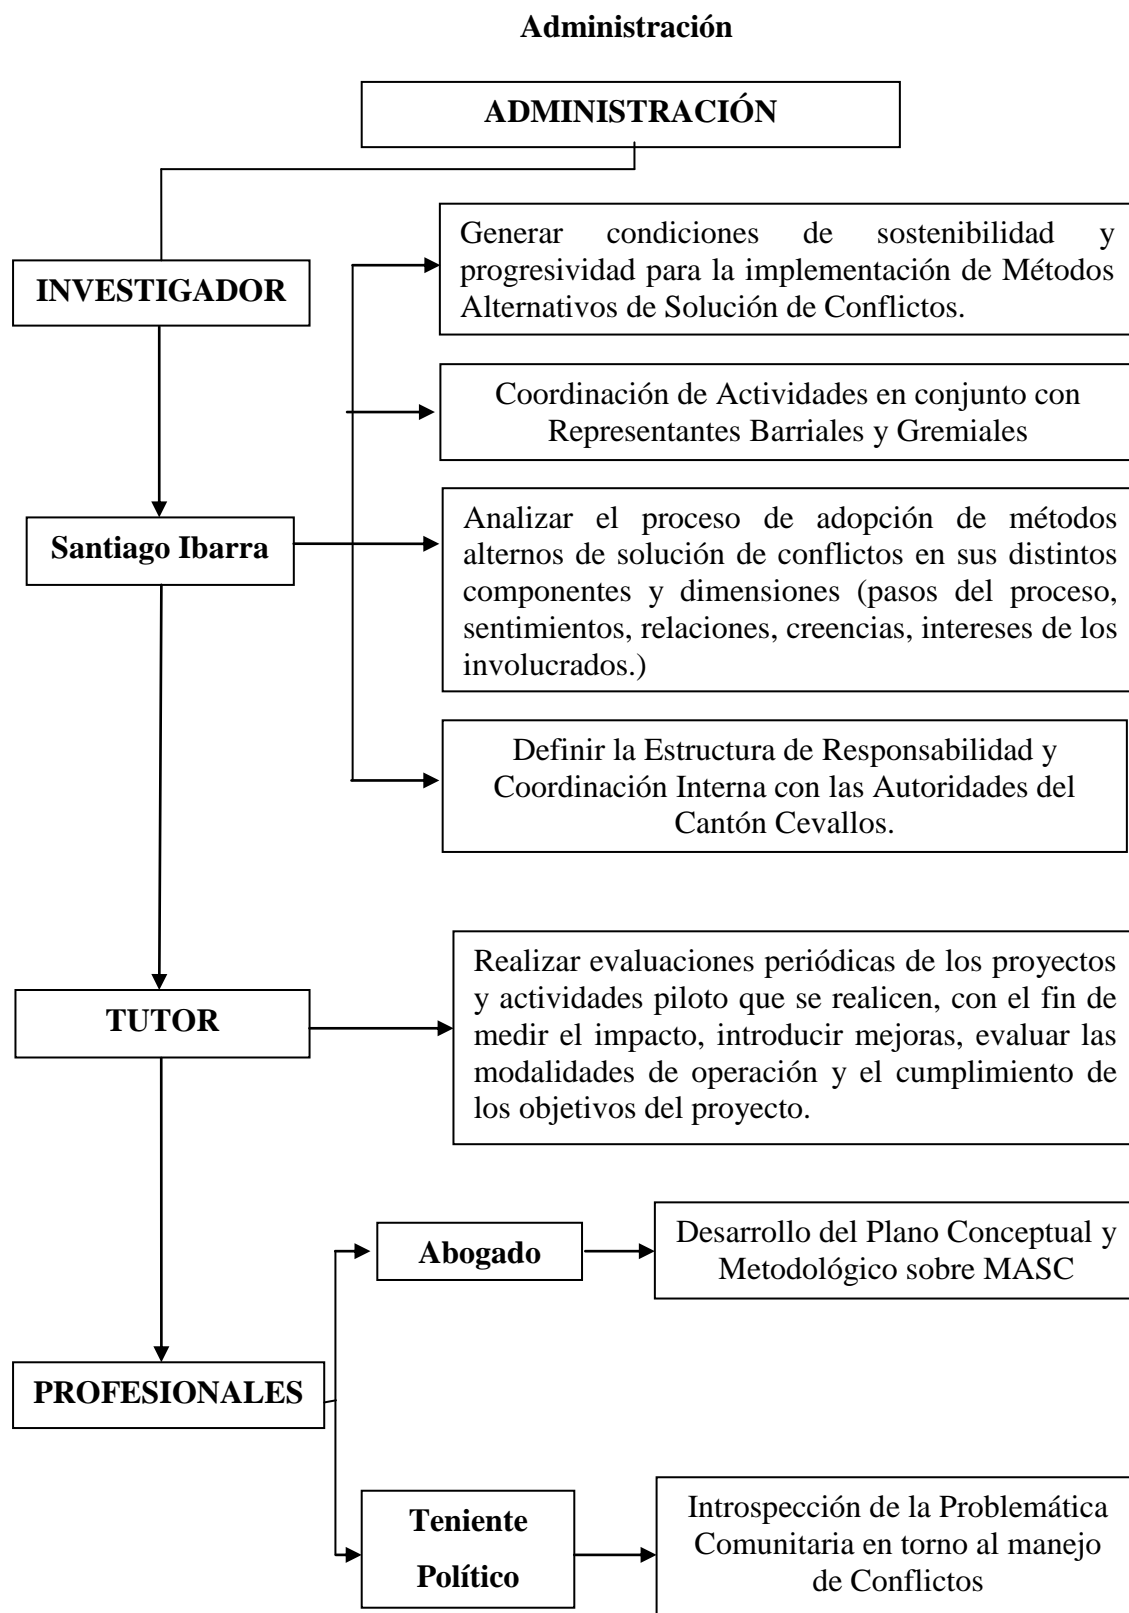 Administración
ADMINISTRACIÓN
INVESTIGADOR
Generar condiciones de sostenibilidad y
progresividad para la implementación de Métodos
Alternativos de Solución de Conflictos.
Coordinación de Actividades en conjunto con
Representantes Barriales y Gremiales
Santiago Ibarra
Analizar el proceso de adopción de métodos
alternos de solución de conflictos en sus distintos
componentes y dimensiones (pasos del proceso,
sentimientos, relaciones, creencias, intereses de los
involucrados.)
Definir la Estructura de Responsabilidad y
Coordinación Interna con las Autoridades del
Cantón Cevallos.
TUTOR
Realizar evaluaciones periódicas de los proyectos
y actividades piloto que se realicen, con el fin de
medir el impacto, introducir mejoras, evaluar las
modalidades de operación y el cumplimiento de
los objetivos del proyecto.
PROFESIONALES
Abogado
Desarrollo del Plano Conceptual y
Metodológico sobre MASC
Teniente
Político
Introspección de la Problemática
Comunitaria en torno al manejo
de Conflictos